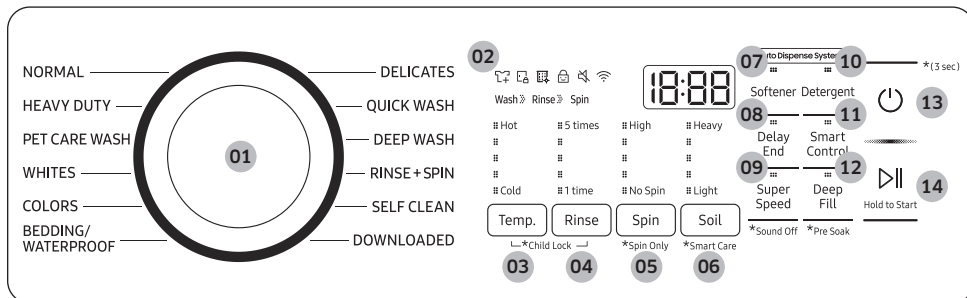 NORMAL
HEAVY DUTY
PET CARE WASH
WHITES
COLORS
BEDDING/
WATERPROOF
01
DELICATES
QUICK WASH
DEEP WASH
RINSE+SPIN
SELF CLEAN
DOWNLOADED
02
Wash》 Rinse》 Spin
18:88
Hot 5 times High Heavy
Cold 1 time No Spin Light
Temp. Rinse Spin Soil
*Child Lock *Spin Only *Smart Care
03 04 05 06
07 Auto Dispense System 10
Softener Detergent
08 11
Delay
End
Smart
Control
09 12
Super
Speed
Deep
Fill
*Sound Off *Pre Soak
*(3 sec)
13
14
Hold to Start